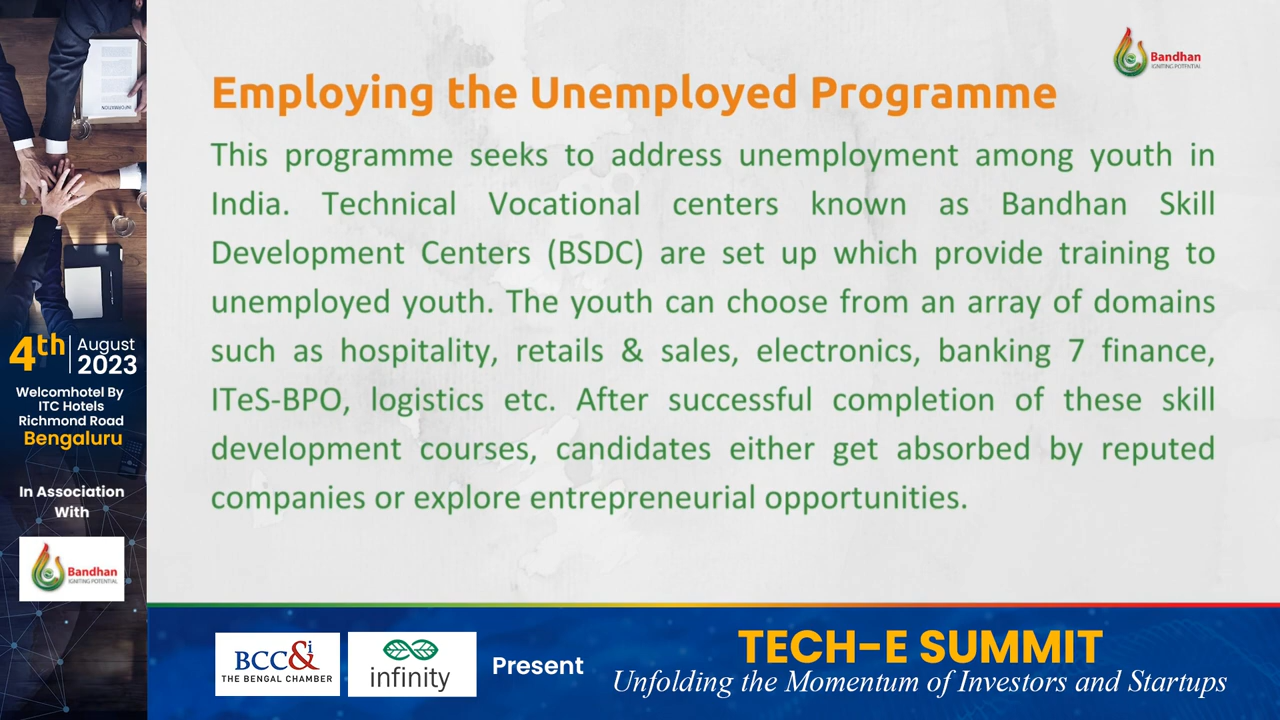 Bandhan
IGNITING POTENTIAL
Employing the Unemployed Programme
This programme seeks to address unemployment among youth in
India. Technical Vocational centers known as Bandhan Skill
Development Centers (BSDC) are set up which provide training to
unemployed youth. The youth can choose from an array of domains
such as hospitality, retails & sales, electronics, banking 7 finance,
ITeS-BPO, logistics etc. After successful completion of these skill
development courses, candidates either get absorbed by reputed
companies or explore entrepreneurial opportunities.
INFORMATION
4th August
2023
Welcomhotel By
ITC Hotels
Richmond Road
Bengaluru
In Association
With
Bandhan
IGNITING POTENTIAL
BCC&i
THE BENGAL CHAMBER
infinity
Present
TECH-E SUMMIT
Unfolding the Momentum of Investors and Startups